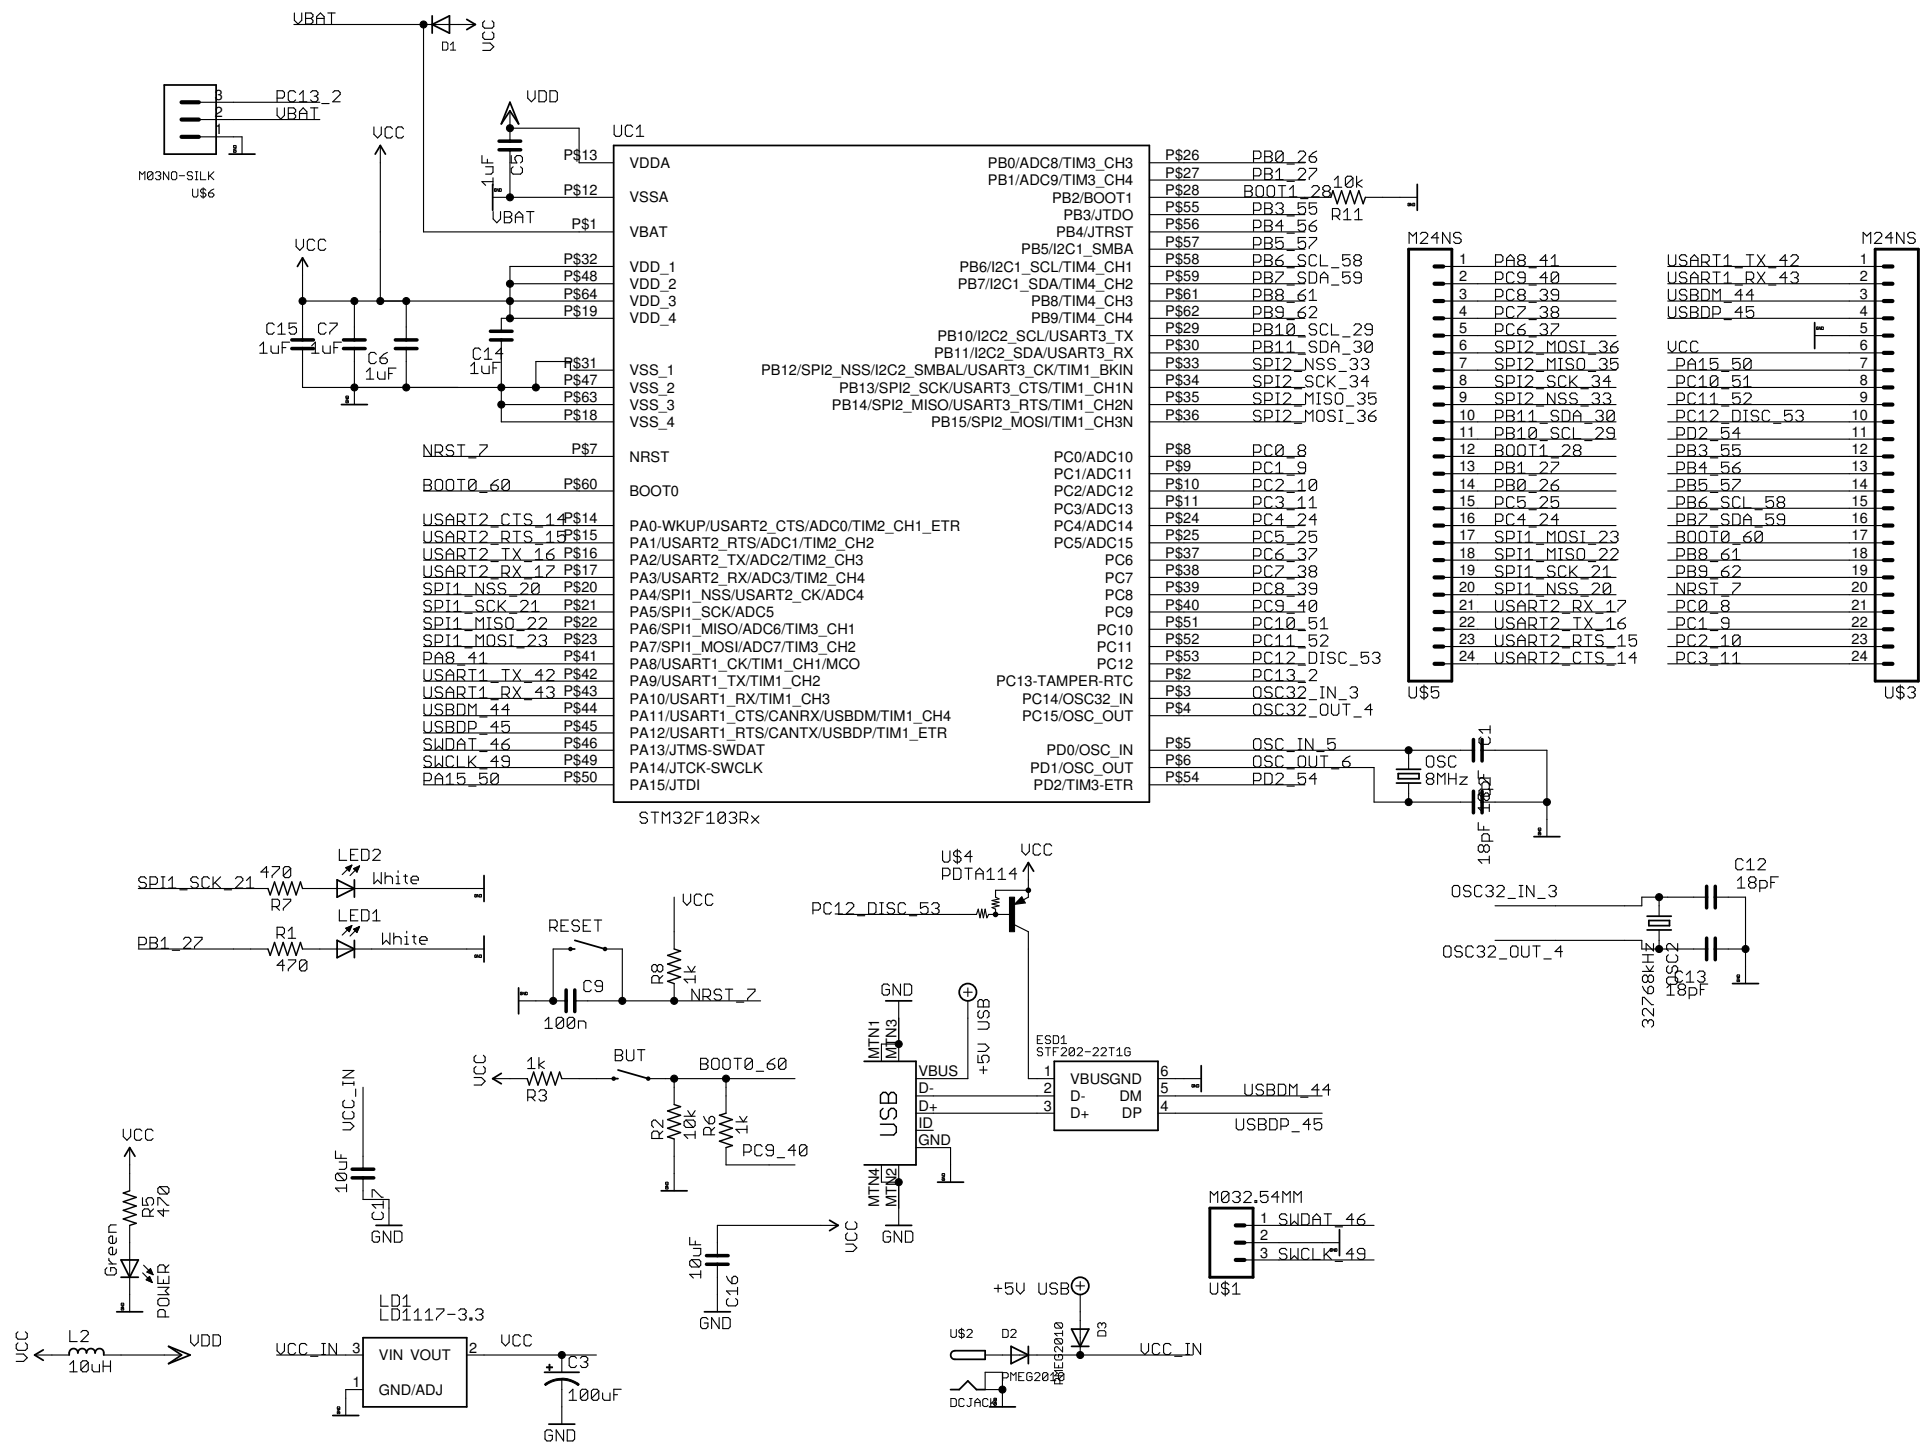 VBAT
D1
VCC
3 PC13_2
2 VBAT
1
M03NO-SILK
U$6
VCC
VDD
1uF
C5
VBAT
VCC
C15
1uF
C7
1uF
C6
1uF
C14
1uF
UC1
P$13 VDDA
P$12 VSSA
P$1 VBAT
P$32 VDD_1
P$48 VDD_2
P$64 VDD_3
P$19 VDD_4
P$31 VSS_1
P$47 VSS_2
P$63 VSS_3
P$18 VSS_4
NRST_7 P$7 NRST
BOOT0_60 P$60 BOOT0
USART2_CTS_14 P$14 PA0-WKUP/USART2_CTS/ADC0/TIM2_CH1_ETR
USART2_RTS_15 P$15 PA1/USART2_RTS/ADC1/TIM2_CH2
USART2_TX_16 P$16 PA2/USART2_TX/ADC2/TIM2_CH3
USART2_RX_17 P$17 PA3/USART2_RX/ADC3/TIM2_CH4
SPI1_NSS_20 P$20 PA4/SPI1_NSS/USART2_CK/ADC4
SPI1_SCK_21 P$21 PA5/SPI1_SCK/ADC5
SPI1_MISO_22 P$22 PA6/SPI1_MISO/ADC6/TIM3_CH1
SPI1_MOSI_23 P$23 PA7/SPI1_MOSI/ADC7/TIM3_CH2
PA8_41 P$41 PA8/USART1_CK/TIM1_CH1/MCO
USART1_TX_42 P$42 PA9/USART1_TX/TIM1_CH2
USART1_RX_43 P$43 PA10/USART1_RX/TIM1_CH3
USBDM_44 P$44 PA11/USART1_CTS/CANRX/USBDM/TIM1_CH4
USBDP_45 P$45 PA12/USART1_RTS/CANTX/USBDP/TIM1_ETR
SWDAT_46 P$46 PA13/JTMS-SWDAT
SWCLK_49 P$49 PA14/JTCK-SWCLK
PA15_50 P$50 PA15/JTDI
STM32F103Rx
PB0/ADC8/TIM3_CH3 P$26 PB0_26
PB1/ADC9/TIM3_CH4 P$27 PB1_27
PB2/BOOT1 P$28 BOOT1_28
10k
R11
PB3/JTDO P$55 PB3_55
PB4/JTRST P$56 PB4_56
PB5/I2C1_SMBA P$57 PB5_57
PB6/I2C1_SCL/TIM4_CH1 P$58 PB6_SCL_58
PB7/I2C1_SDA/TIM4_CH2 P$59 PB7_SDA_59
PB8/TIM4_CH3 P$61 PB8_61
PB9/TIM4_CH4 P$62 PB9_62
PB10/I2C2_SCL/USART3_TX P$29 PB10_SCL_29
PB11/I2C2_SDA/USART3_RX P$30 PB11_SDA_30
PB12/SPI2_NSS/I2C2_SMBAL/USART3_CK/TIM1_BKIN P$33 SPI2_NSS_33
PB13/SPI2_SCK/USART3_CTS/TIM1_CH1N P$34 SPI2_SCK_34
PB14/SPI2_MISO/USART3_RTS/TIM1_CH2N P$35 SPI2_MISO_35
PB15/SPI2_MOSI/TIM1_CH3N P$36 SPI2_MOSI_36
PC0/ADC10 P$8 PC0_8
PC1/ADC11 P$9 PC1_9
PC2/ADC12 P$10 PC2_10
PC3/ADC13 P$11 PC3_11
PC4/ADC14 P$24 PC4_24
PC5/ADC15 P$25 PC5_25
PC6 P$37 PC6_37
PC7 P$38 PC7_38
PC8 P$39 PC8_39
PC9 P$40 PC9_40
PC10 P$51 PC10_51
PC11 P$52 PC11_52
PC12 P$53 PC12_DISC_53
PC13-TAMPER-RTC P$2 PC13_2
PC14/OSC32_IN P$3 OSC32_IN_3
PC15/OSC_OUT P$4 OSC32_OUT_4
PD0/OSC_IN P$5 OSC_IN_5
PD1/OSC_OUT P$6 OSC_OUT_6
PD2/TIM3-ETR P$54 PD2_54
OSC
8MHz
C1
18pF
M24NS
1 PA8_41
2 PC9_40
3 PC8_39
4 PC7_38
5 PC6_37
6 SPI2_MOSI_36
7 SPI2_MISO_35
8 SPI2_SCK_34
9 SPI2_NSS_33
10 PB11_SDA_30
11 PB10_SCL_29
12 BOOT1_28
13 PB1_27
14 PB0_26
15 PC5_25
16 PC4_24
17 SPI1_MOSI_23
18 SPI1_MISO_22
19 SPI1_SCK_21
20 SPI1_NSS_20
21 USART2_RX_17
22 USART2_TX_16
23 USART2_RTS_15
24 USART2_CTS_14
U$5
M24NS
USART1_TX_42 1
USART1_RX_43 2
USBDM_44 3
USBDP_45 4
5
VCC 6
PA15_50 7
PC10_51 8
PC11_52 9
PC12_DISC_53 10
PD2_54 11
PB3_55 12
PB4_56 13
PB5_57 14
PB6_SCL_58 15
PB7_SDA_59 16
BOOT0_60 17
PB8_61 18
PB9_62 19
NRST_7 20
PC0_8 21
PC1_9 22
PC2_10 23
PC3_11 24
U$3
SPI1_SCK_21
470
R7
LED2
White
PB1_27
R1
470
LED1
White
RESET
C9
100n
VCC
R8
1k
NRST_7
U$4
PDTA114
VCC
PC12_DISC_53
OSC32_IN_3
OSC32_OUT_4
C12
18pF
32768kHz
OSC2
C13
18pF
VCC
1k
R3
BUT
BOOT0_60
R2
10k
R6
1k
PC9_40
GND
MTN1
MTN3
+5V USB
USB
VBUS
D-
D+
ID
GND
MTN4
MTN2
GND
ESD1
STF202-22T1G
1 VBUS GND 6
2 D- DM 5 USBDM_44
3 D+ DP 4 USBDP_45
VCC
R5
470
Green
POWER
VCC_IN
10uF
C17
GND
VCC
10uF
C16
GND
M032.54MM
1 SWDAT_46
2
3 SWCLK_49
U$1
VCC
L2
10uH
VDD
LD1
LD1117-3.3
VCC_IN 3 VIN VOUT 2 VCC
1 GND/ADJ
C3
100uF
GND
+5V USB
U$2
D2
PMEG2010
D3
PMEG2010
VCC_IN
DCJACK